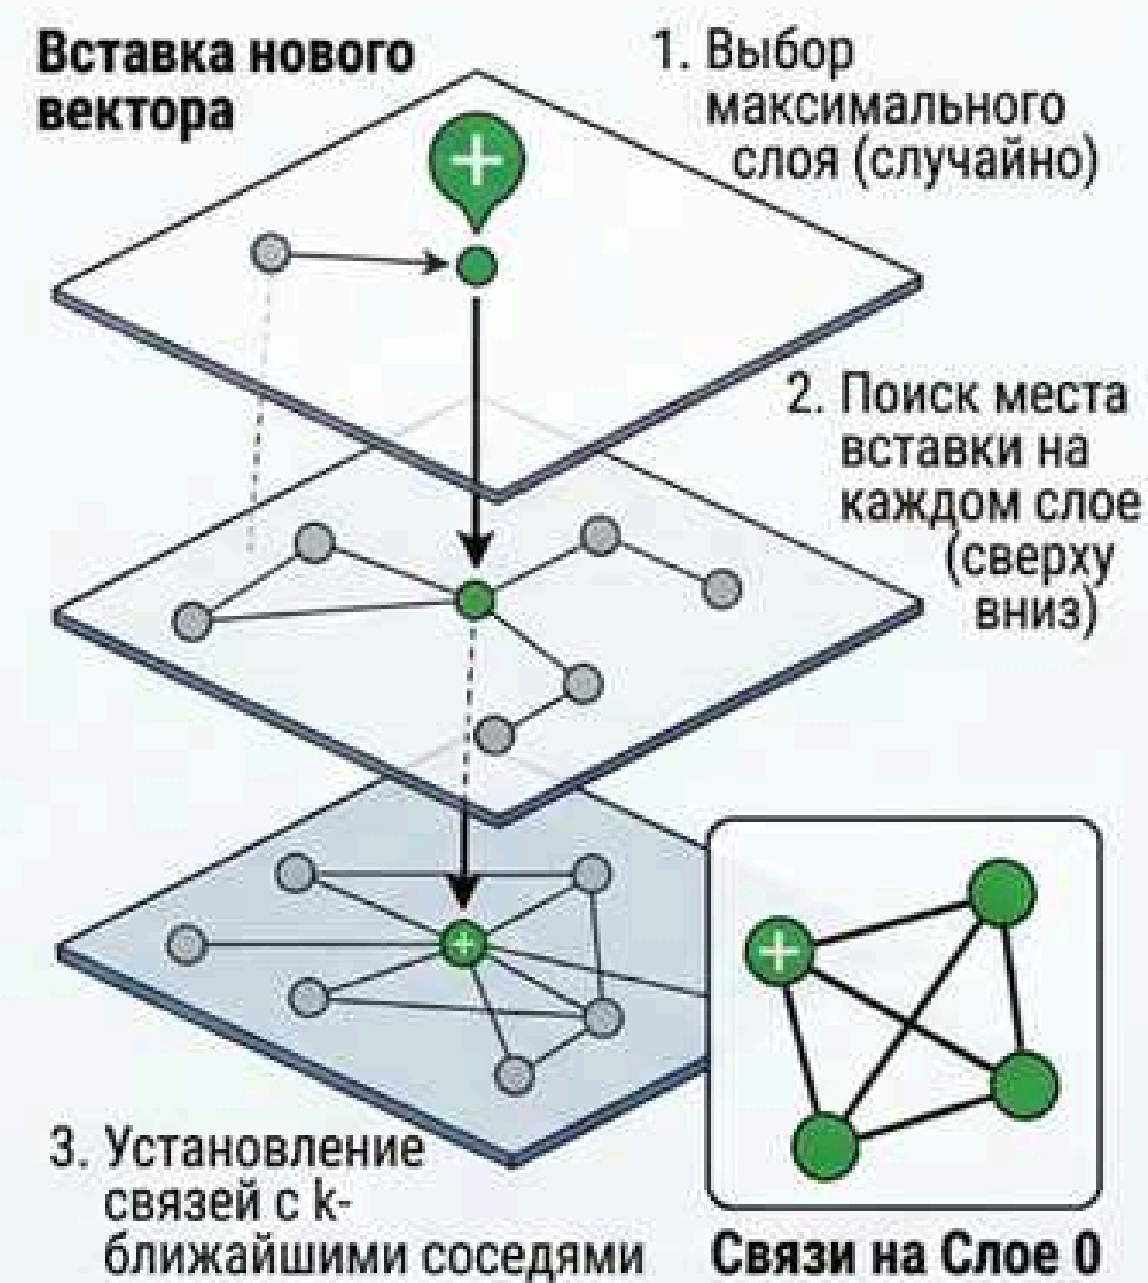 Вставка нового
вектора
1. Выбор
максимального
слоя (случайно)
2. Поиск места
вставки на
каждом слое
(сверху
вниз)
3. Установление
связей с k-
ближайшими соседями
Связи на Слое 0